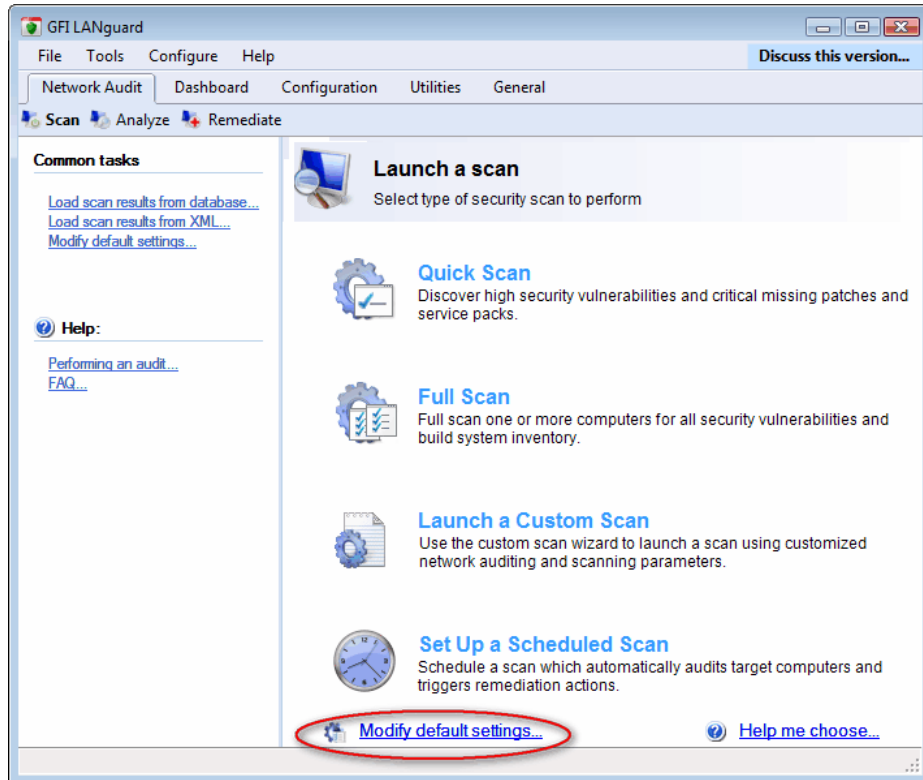 GFI LANguard
File Tools Configure Help
Discuss this version...
Network Audit Dashboard Configuration Utilities General
Scan Analyze Remediate
Common tasks
Load scan results from database...
Load scan results from XML...
Modify default settings...
Help:
Performing an audit...
FAQ...
Launch a scan
Select type of security scan to perform
Quick Scan
Discover high security vulnerabilities and critical missing patches and
service packs.
Full Scan
Full scan one or more computers for all security vulnerabilities and
build system inventory.
Launch a Custom Scan
Use the custom scan wizard to launch a scan using customized
network auditing and scanning parameters.
Set Up a Scheduled Scan
Schedule a scan which automatically audits target computers and
triggers remediation actions.
Modify default settings...
Help me choose...